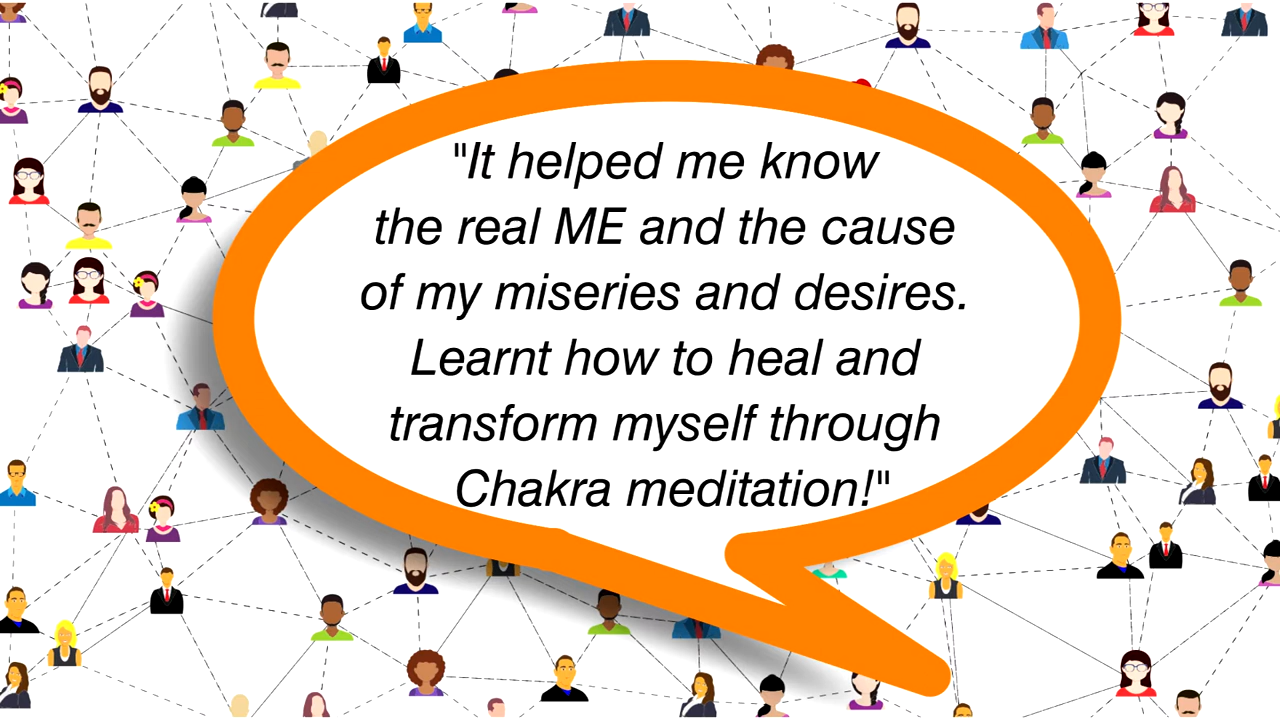 "It helped me know
the real ME and the cause
of my miseries and desires.
Learnt how to heal and
transform myself through
Chakra meditation!"